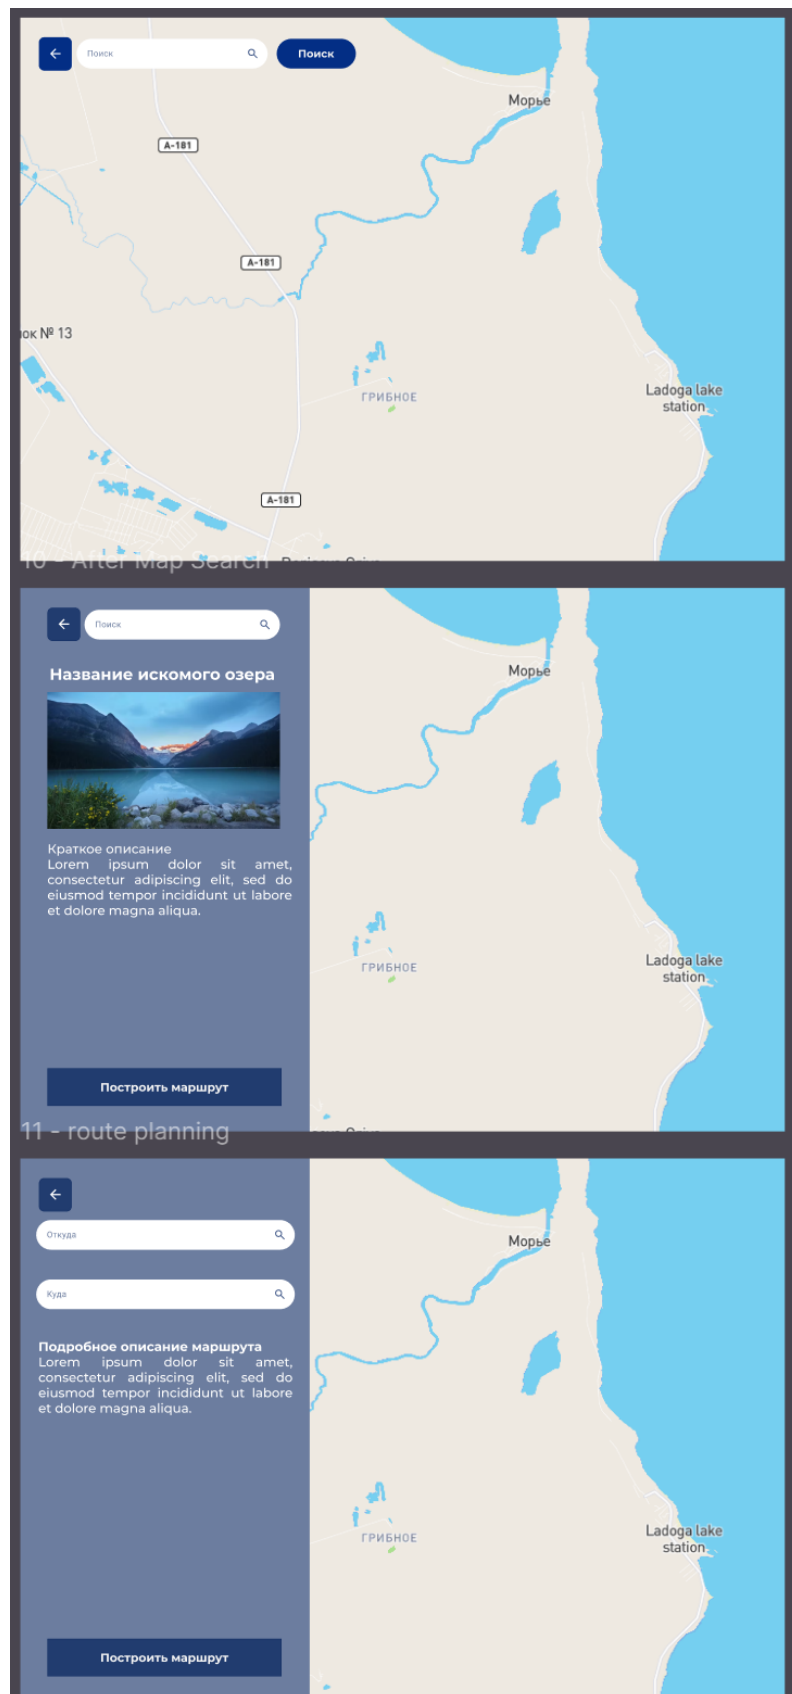 Поиск
Поиск
Морье
А-181
А-181
ок № 13
ГРИБНОЕ
Ladoga lake
station
А-181
10 - After Map Search
Поиск
Название искомого озера
Краткое описание
Lorem ipsum dolor sit amet,
consectetur adipiscing elit, sed do
eiusmod tempor incididunt ut labore
et dolore magna aliqua.
Построить маршрут
Морье
ГРИБНОЕ
Ladoga lake
station
11 - route planning
Откуда
Куда
Подробное описание маршрута
Lorem ipsum dolor sit amet,
consectetur adipiscing elit, sed do
eiusmod tempor incididunt ut labore
et dolore magna aliqua.
Построить маршрут
Морье
ГРИБНОЕ
Ladoga lake
station